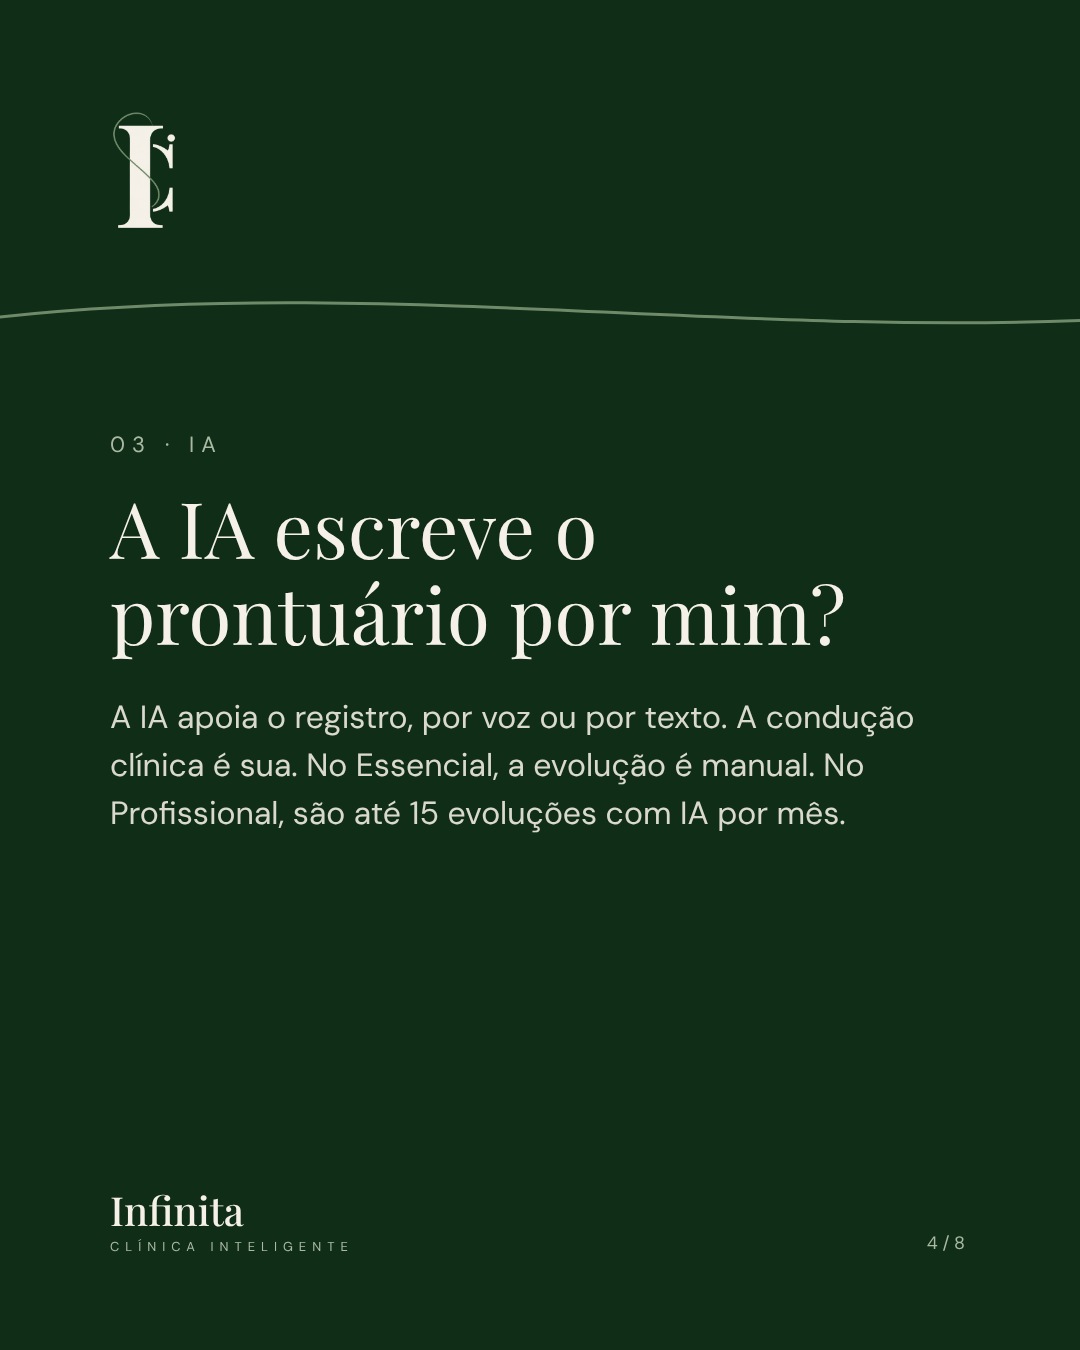 03 · IA
A IA escreve o
prontuário por mim?
A IA apoia o registro, por voz ou por texto. A condução
clínica é sua. No Essencial, a evolução é manual. No
Profissional, são até 15 evoluções com IA por mês.
Infinita
CLÍNICA INTELIGENTE
4/8